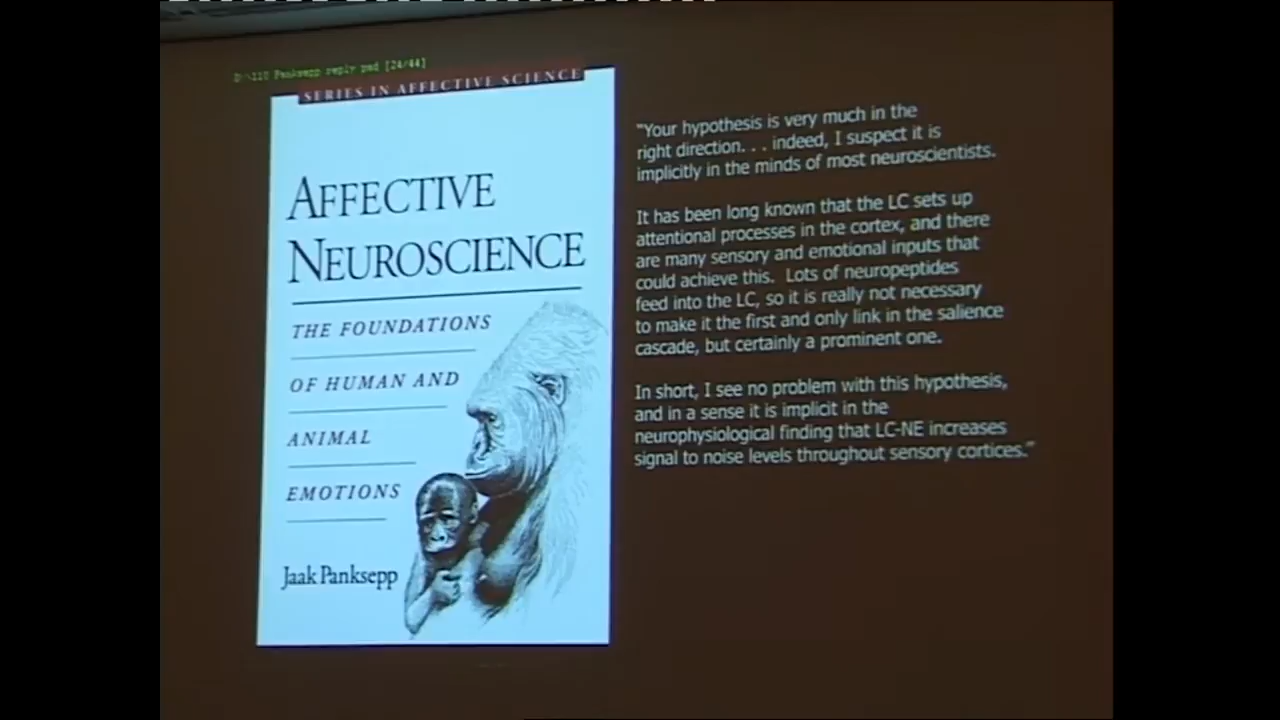 D:\110 Panksepp reply.psd [24/44]
SERIES IN AFFECTIVE SCIENCE
AFFECTIVE
NEUROSCIENCE
THE FOUNDATIONS
OF HUMAN AND
ANIMAL
EMOTIONS
Jaak Panksepp
"Your hypothesis is very much in the
right direction. . . indeed, I suspect it is
implicitly in the minds of most neuroscientists.
It has been long known that the LC sets up
attentional processes in the cortex, and there
are many sensory and emotional inputs that
could achieve this. Lots of neuropeptides
feed into the LC, so it is really not necessary
to make it the first and only link in the salience
cascade, but certainly a prominent one.
In short, I see no problem with this hypothesis,
and in a sense it is implicit in the
neurophysiological finding that LC-NE increases
signal to noise levels throughout sensory cortices."